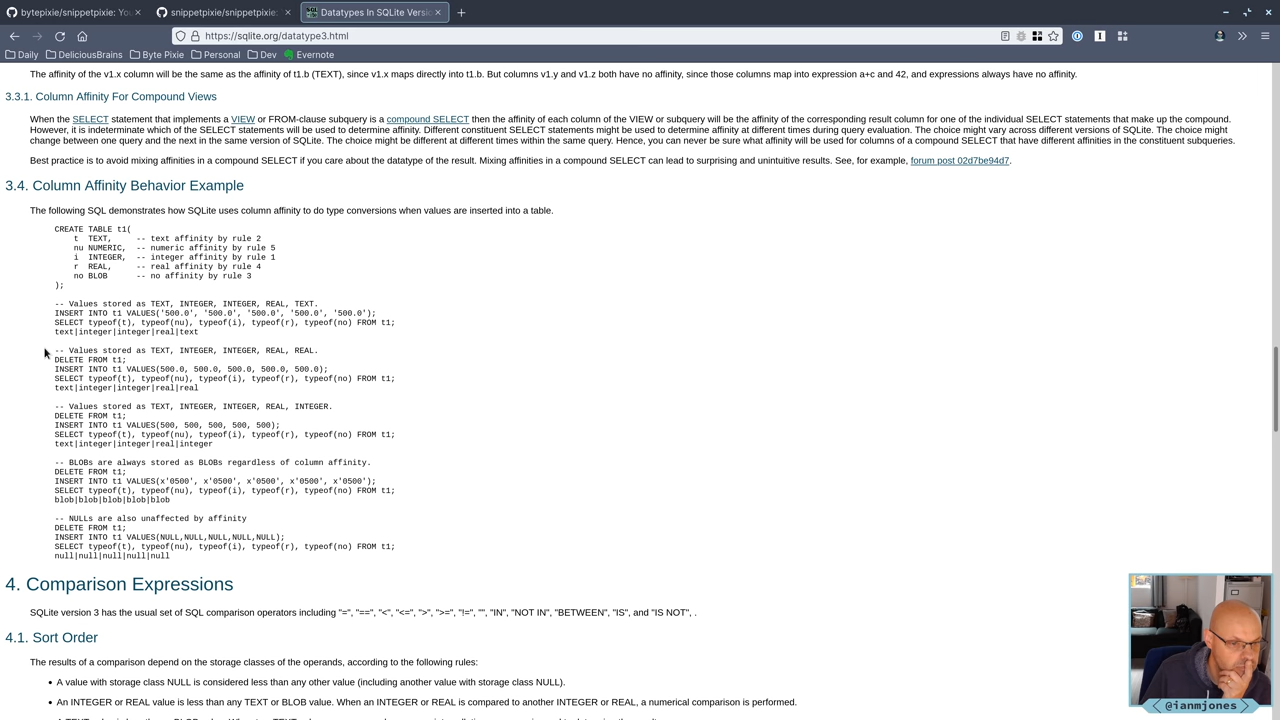 bytepixie/snippetpixie: You
snippetpixie/snippetpixie:
Datatypes In SQLite Versio
https://sqlite.org/datatype3.html
Daily
DeliciousBrains
Byte Pixie
Personal
Dev
Evernote
The affinity of the v1.x column will be the same as the affinity of t1.b (TEXT), since v1.x maps directly into t1.b. But columns v1.y and v1.z both have no affinity, since those columns map into expression a+c and 42, and expressions always have no affinity.
3.3.1. Column Affinity For Compound Views
When the SELECT statement that implements a VIEW or FROM-clause subquery is a compound SELECT then the affinity of each column of the VIEW or subquery will be the affinity of the corresponding result column for one of the individual SELECT statements that make up the compound.
However, it is indeterminate which of the SELECT statements will be used to determine affinity. Different constituent SELECT statements might be used to determine affinity at different times during query evaluation. The choice might vary across different versions of SQLite. The choice might
change between one query and the next in the same version of SQLite. The choice might be different at different times within the same query. Hence, you can never be sure what affinity will be used for columns of a compound SELECT that have different affinities in the constituent subqueries.
Best practice is to avoid mixing affinities in a compound SELECT if you care about the datatype of the result. Mixing affinities in a compound SELECT can lead to surprising and unintuitive results. See, for example, forum post 02d7be94d7.
3.4. Column Affinity Behavior Example
The following SQL demonstrates how SQLite uses column affinity to do type conversions when values are inserted into a table.
CREATE TABLE t1(
t  TEXT,     -- text affinity by rule 2
nu NUMERIC,  -- numeric affinity by rule 5
i  INTEGER,  -- integer affinity by rule 1
r  REAL,     -- real affinity by rule 4
no BLOB      -- no affinity by rule 3
);
-- Values stored as TEXT, INTEGER, INTEGER, REAL, TEXT.
INSERT INTO t1 VALUES('500.0', '500.0', '500.0', '500.0', '500.0');
SELECT typeof(t), typeof(nu), typeof(i), typeof(r), typeof(no) FROM t1;
text|integer|integer|real|text
-- Values stored as TEXT, INTEGER, INTEGER, REAL, REAL.
DELETE FROM t1;
INSERT INTO t1 VALUES(500.0, 500.0, 500.0, 500.0, 500.0);
SELECT typeof(t), typeof(nu), typeof(i), typeof(r), typeof(no) FROM t1;
text|integer|integer|real|real
-- Values stored as TEXT, INTEGER, INTEGER, REAL, INTEGER.
DELETE FROM t1;
INSERT INTO t1 VALUES(500, 500, 500, 500, 500);
SELECT typeof(t), typeof(nu), typeof(i), typeof(r), typeof(no) FROM t1;
text|integer|integer|real|integer
-- BLOBs are always stored as BLOBs regardless of column affinity.
DELETE FROM t1;
INSERT INTO t1 VALUES(x'0500', x'0500', x'0500', x'0500', x'0500');
SELECT typeof(t), typeof(nu), typeof(i), typeof(r), typeof(no) FROM t1;
blob|blob|blob|blob|blob
-- NULLs are also unaffected by affinity
DELETE FROM t1;
INSERT INTO t1 VALUES(NULL,NULL,NULL,NULL,NULL);
SELECT typeof(t), typeof(nu), typeof(i), typeof(r), typeof(no) FROM t1;
null|null|null|null|null
4. Comparison Expressions
SQLite version 3 has the usual set of SQL comparison operators including "=", "==", "<", "<=", ">", ">=", "!=", "", "IN", "NOT IN", "BETWEEN", "IS", and "IS NOT", .
4.1. Sort Order
The results of a comparison depend on the storage classes of the operands, according to the following rules:
• A value with storage class NULL is considered less than any other value (including another value with storage class NULL).
• An INTEGER or REAL value is less than any TEXT or BLOB value. When an INTEGER or REAL is compared to another INTEGER or REAL, a numerical comparison is performed.
@ianmjones